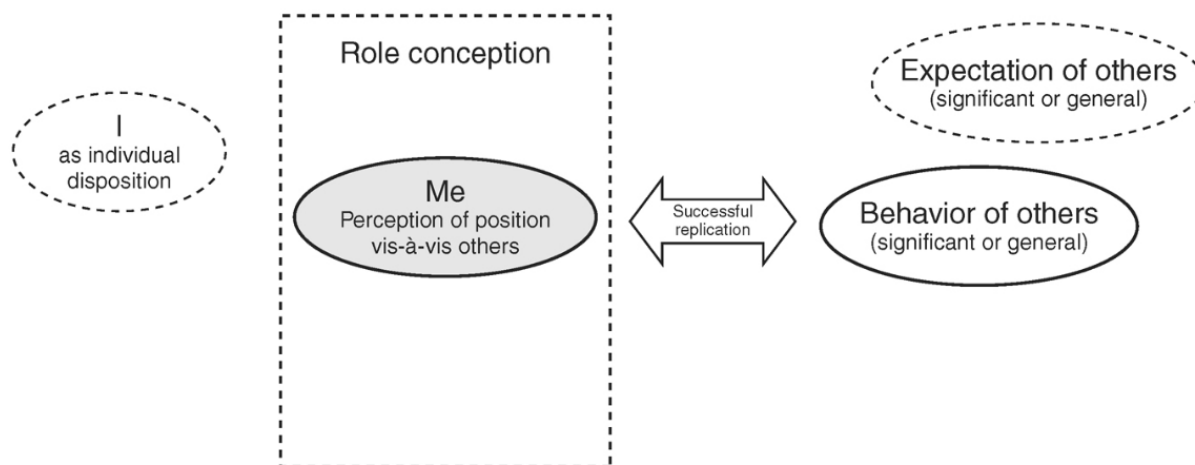 Role conception
I
as individual
disposition
Me
Perception of position
vis-à-vis others
Successful
replication
Expectation of others
(significant or general)
Behavior of others
(significant or general)